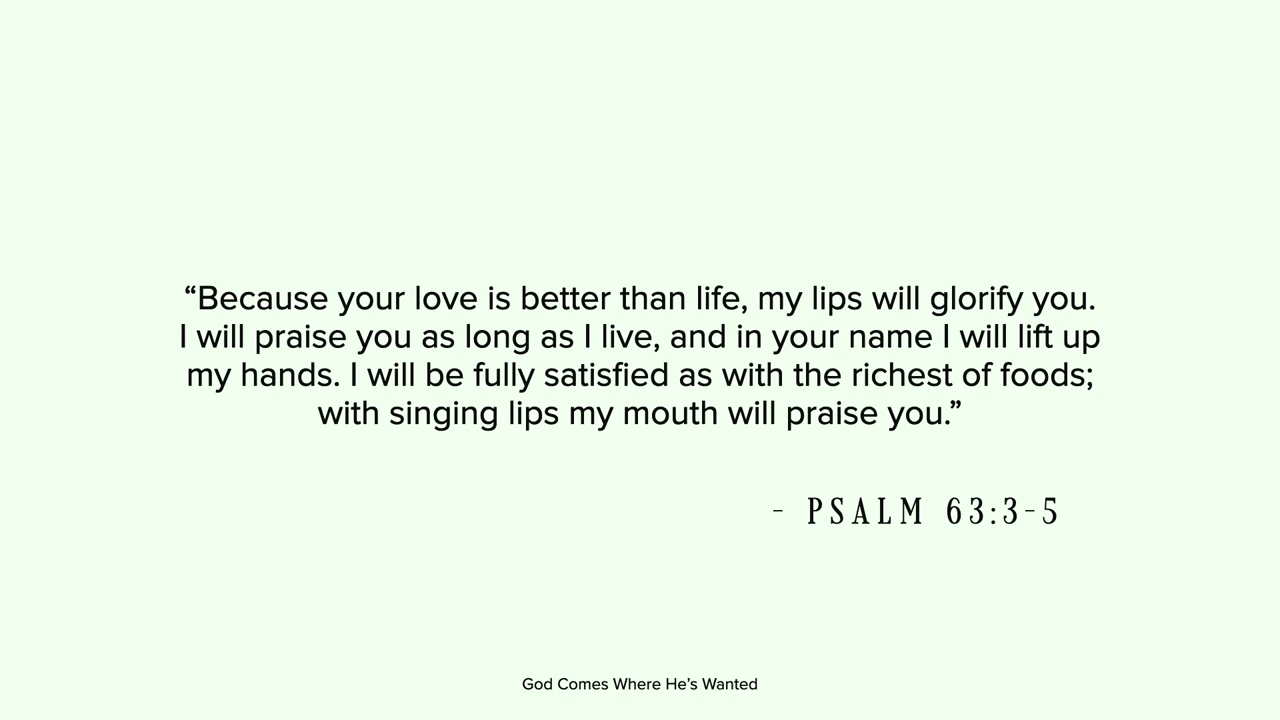 “Because your love is better than life, my lips will glorify you.
I will praise you as long as I live, and in your name I will lift up
my hands. I will be fully satisfied as with the richest of foods;
with singing lips my mouth will praise you.”
- PSALM 63:3-5
God Comes Where He’s Wanted